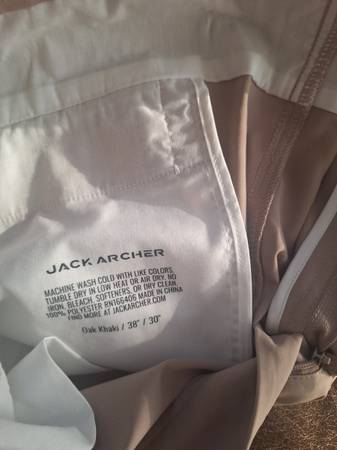 JACK ARCHER
MACHINE WASH COLD WITH LIKE COLORS,
TUMBLE DRY IN LOW HEAT OR AIR DRY. NO
IRON, BLEACH, SOFTENERS, OR DRY CLEAN.
100% POLYESTER RN166406 MADE IN CHINA
FIND MORE AT JACKARCHER.COM
Oak Khaki / 38" / 30"